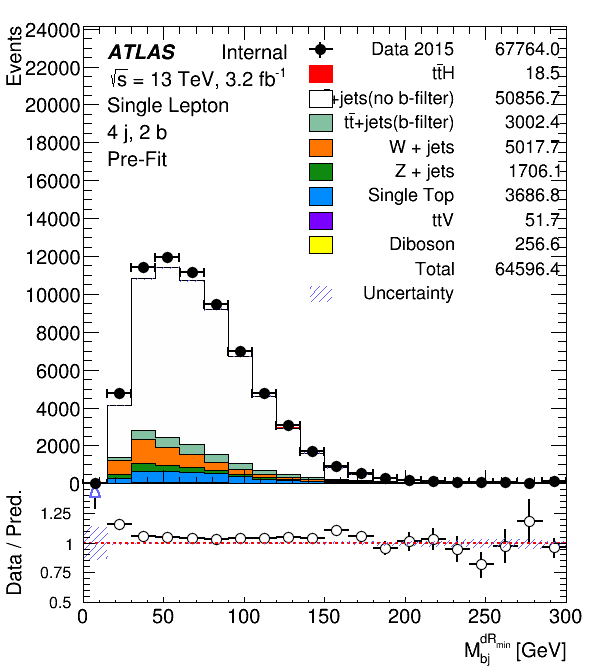 Events
24000
22000
20000
18000
16000
14000
12000
10000
8000
6000
4000
2000
0
ATLAS Internal
√s = 13 TeV, 3.2 fb⁻¹
Single Lepton
4 j, 2 b
Pre-Fit
Data 2015 67764.0
tt̄H 18.5
+jets(no b-filter) 50856.7
tt̄+jets(b-filter) 3002.4
W + jets 5017.7
Z + jets 1706.1
Single Top 3686.8
ttV 51.7
Diboson 256.6
Total 64596.4
Uncertainty
Data / Pred.
1.25
1
0.75
0.5
0 50 100 150 200 250 300
M_bj^dR_min [GeV]